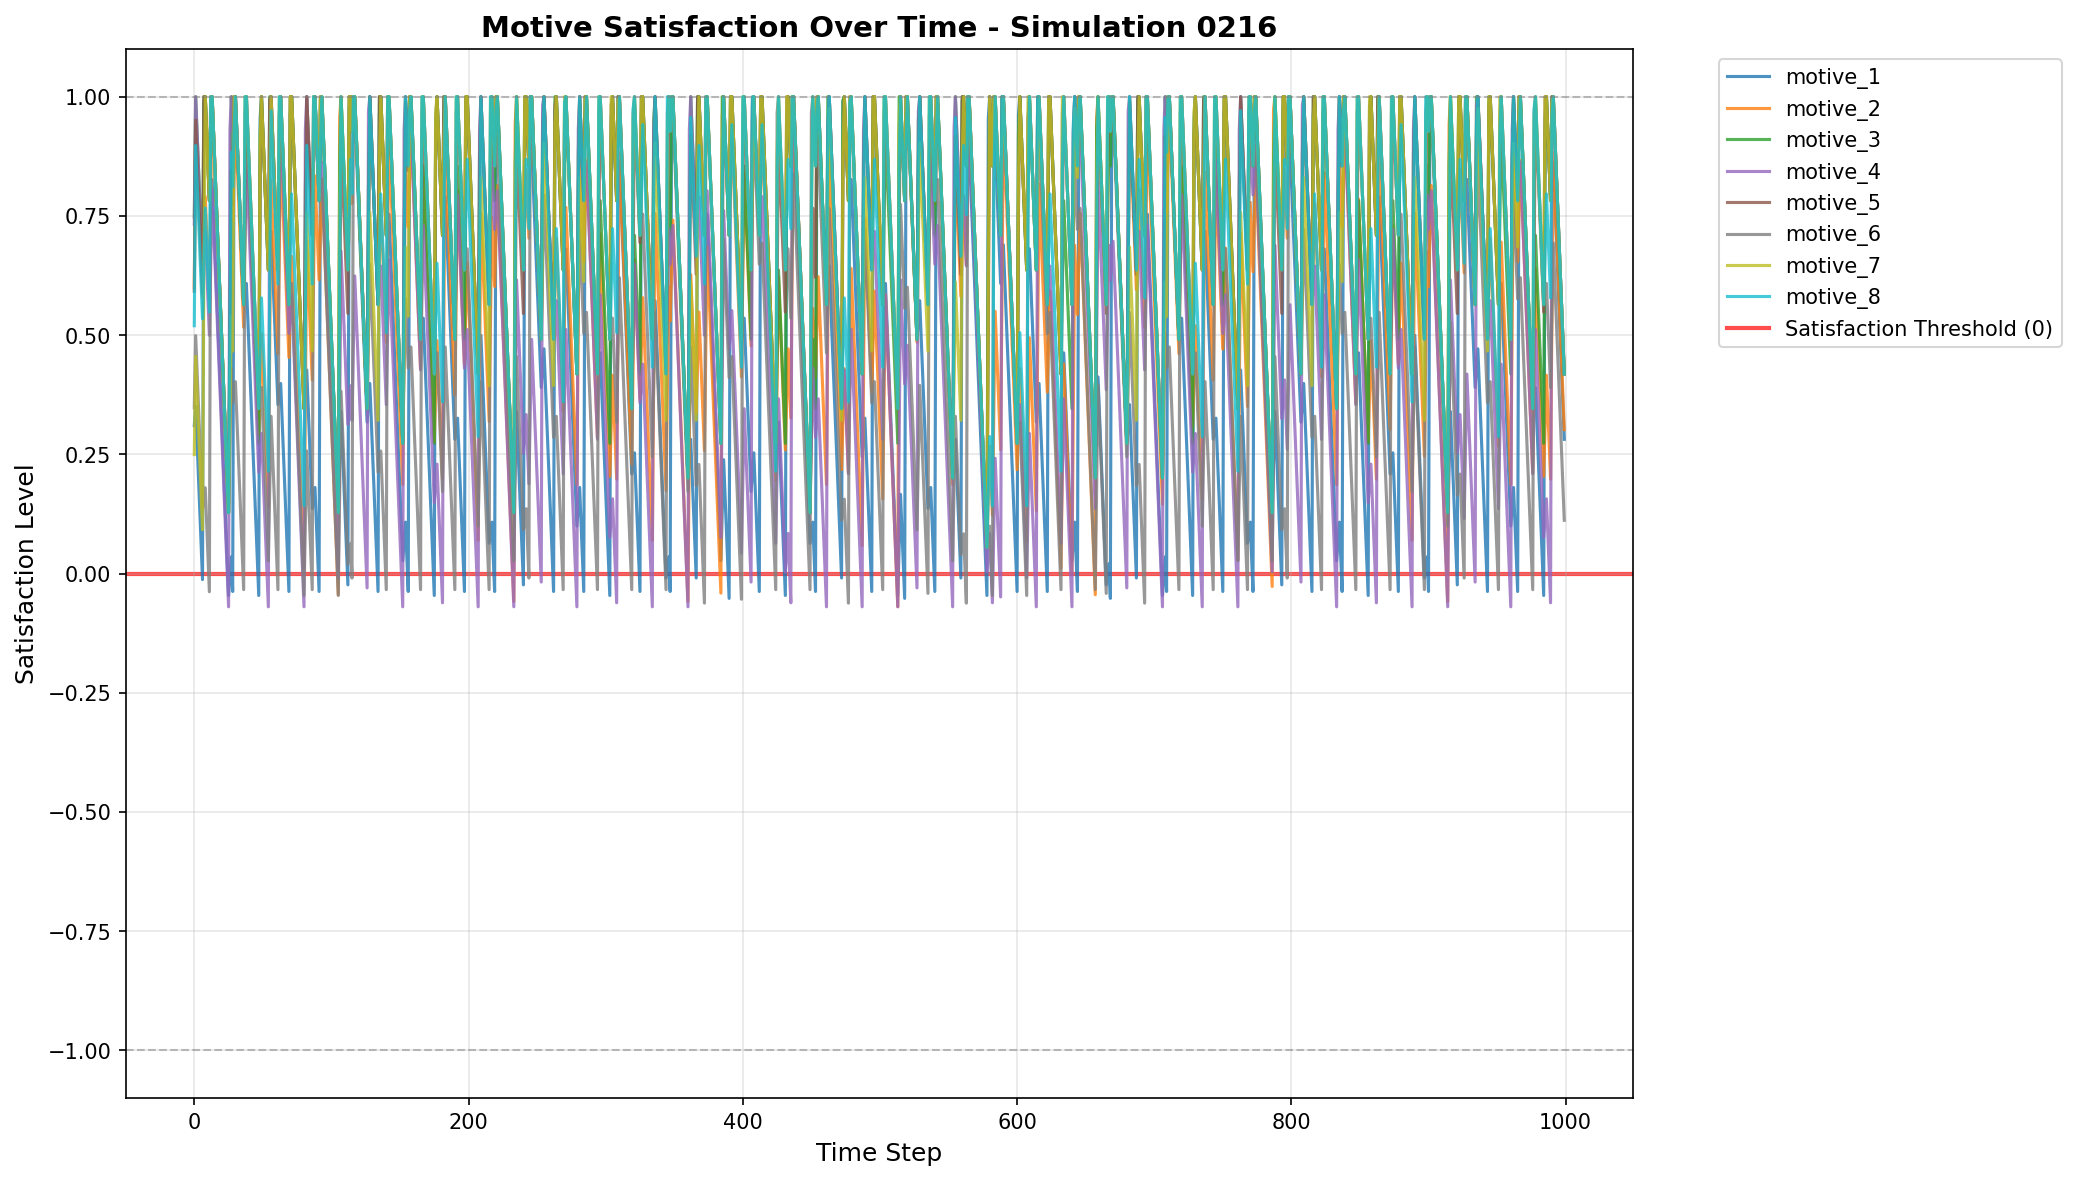 Motive Satisfaction Over Time - Simulation 0216
Satisfaction Level
1.00
0.75
0.50
0.25
0.00
−0.25
−0.50
−0.75
−1.00
0
200
400
600
800
1000
Time Step
motive_1
motive_2
motive_3
motive_4
motive_5
motive_6
motive_7
motive_8
Satisfaction Threshold (0)